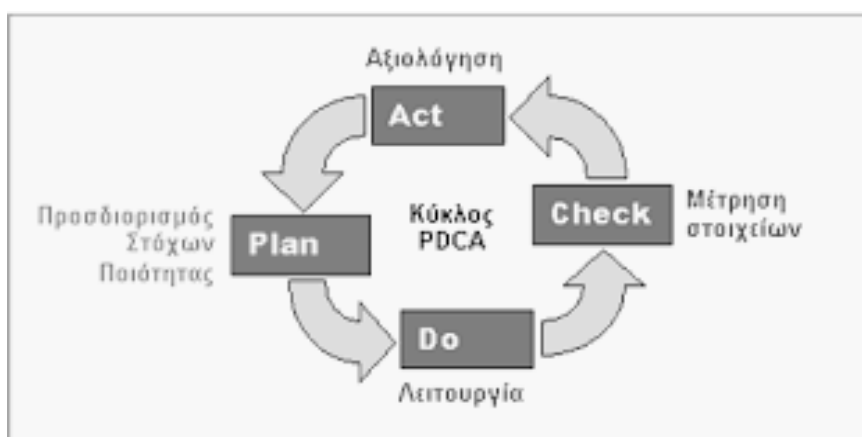 Αξιολόγηση
Act
Προσδιορισμός
Στόχων
Ποιότητας
Plan
Κύκλος
PDCA
Check
Μέτρηση
στοιχείων
Do
Λειτουργία